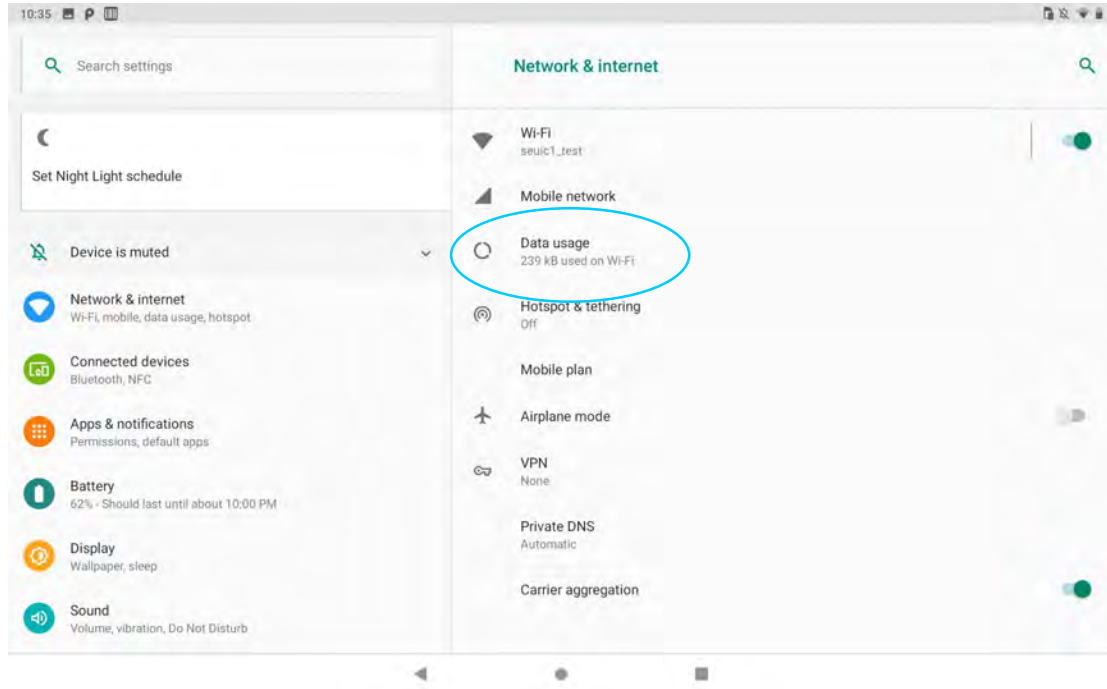 10:35
Search settings
Set Night Light schedule
Device is muted
Network & internet
Wi-Fi, mobile, data usage, hotspot
Connected devices
Bluetooth, NFC
Apps & notifications
Permissions, default apps
Battery
62% - Should last until about 10:00 PM
Display
Wallpaper, sleep
Sound
Volume, vibration, Do Not Disturb
Network & internet
Wi-Fi
seuic1_test
Mobile network
Data usage
239 kB used on Wi-Fi
Hotspot & tethering
Off
Mobile plan
Airplane mode
VPN
None
Private DNS
Automatic
Carrier aggregation